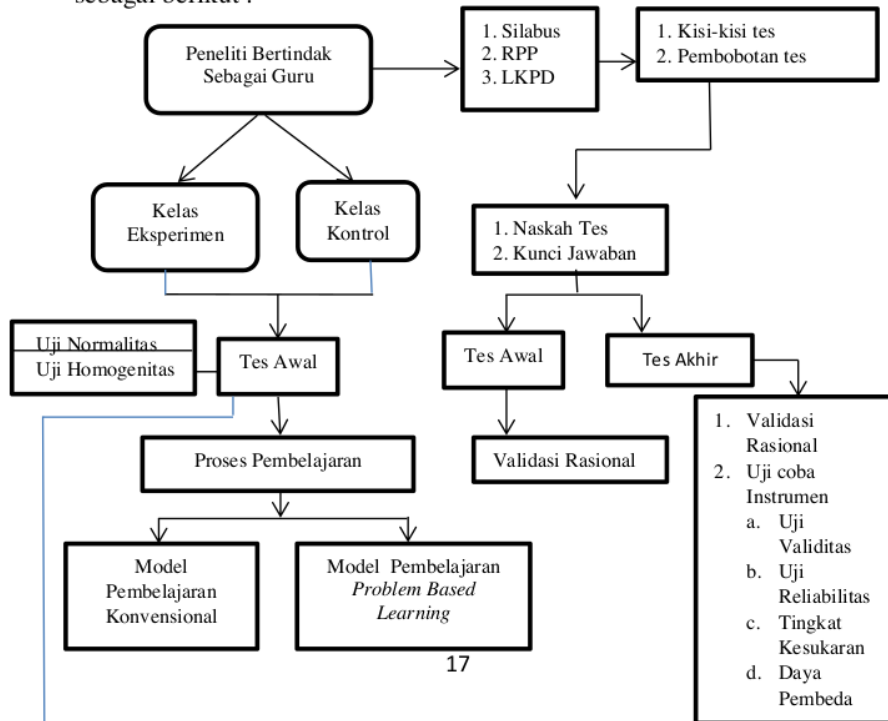 sebagai berikut :
Peneliti Bertindak
Sebagai Guru
1. Silabus
2. RPP
3. LKPD
1. Kisi-kisi tes
2. Pembobotan tes
Kelas
Eksperimen
Kelas
Kontrol
1. Naskah Tes
2. Kunci Jawaban
Uji Normalitas
Uji Homogenitas
Tes Awal
Tes Awal
Tes Akhir
Proses Pembelajaran
Validasi Rasional
1. Validasi
Rasional
2. Uji coba
Instrumen
a. Uji
Validitas
b. Uji
Reliabilitas
c. Tingkat
Kesukaran
d. Daya
Pembeda
Model
Pembelajaran
Konvensional
Model Pembelajaran
Problem Based
Learning
17